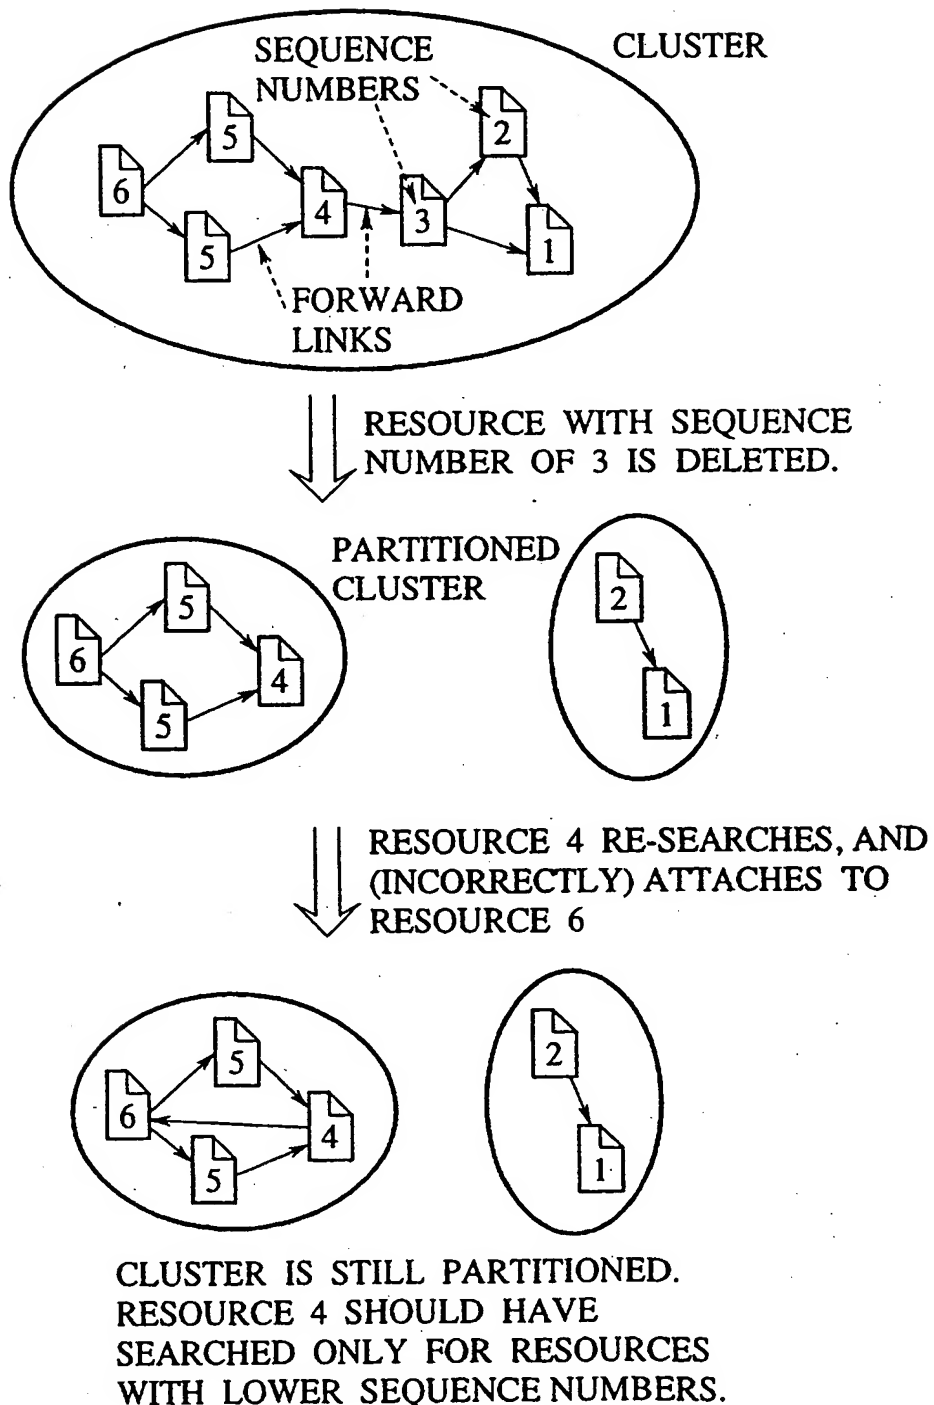 SEQUENCE
NUMBERS
CLUSTER
5
2
6
4
3
5
1
FORWARD
LINKS
RESOURCE WITH SEQUENCE
NUMBER OF 3 IS DELETED.
PARTITIONED
CLUSTER
5
2
6
4
5
1
RESOURCE 4 RE-SEARCHES, AND
(INCORRECTLY) ATTACHES TO
RESOURCE 6
5
2
6
4
5
1
CLUSTER IS STILL PARTITIONED.
RESOURCE 4 SHOULD HAVE
SEARCHED ONLY FOR RESOURCES
WITH LOWER SEQUENCE NUMBERS.